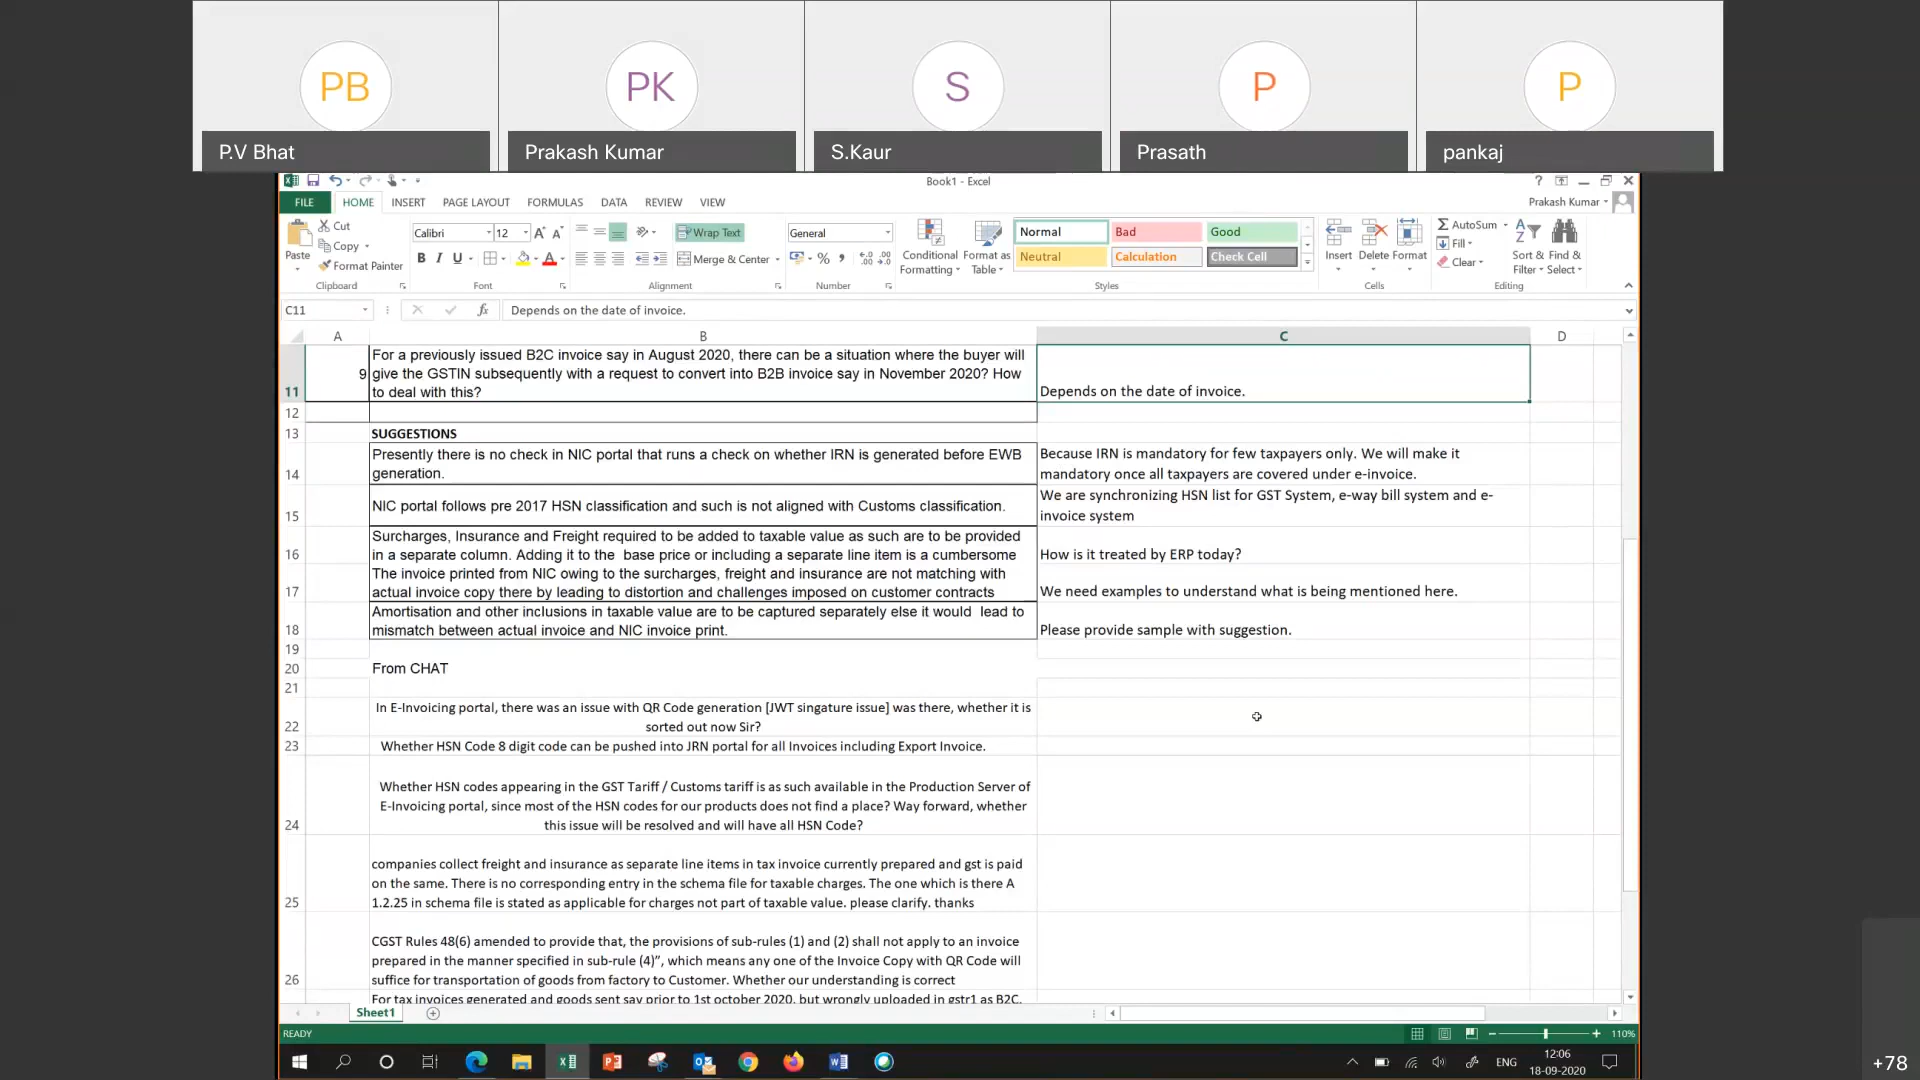 PB
PK
S
P
P
P.V Bhat
Prakash Kumar
S.Kaur
Prasath
pankaj
Book1 - Excel
?
FILE
HOME
INSERT
PAGE LAYOUT
FORMULAS
DATA
REVIEW
VIEW
Prakash Kumar
Paste
Cut
Copy
Format Painter
Clipboard
Calibri
12
B I U
Font
Wrap Text
Merge & Center
Alignment
General
%
Number
Conditional
Formatting
Format as
Table
Normal
Bad
Good
Neutral
Calculation
Check Cell
Styles
Insert
Delete
Format
Cells
AutoSum
Fill
Clear
Sort &
Filter
Find &
Select
Editing
C11
fx
Depends on the date of invoice.
A
B
C
D
11
9
For a previously issued B2C invoice say in August 2020, there can be a situation where the buyer will
give the GSTIN subsequently with a request to convert into B2B invoice say in November 2020? How
to deal with this?
Depends on the date of invoice.
12
13
SUGGESTIONS
14
Presently there is no check in NIC portal that runs a check on whether IRN is generated before EWB
generation.
Because IRN is mandatory for few taxpayers only. We will make it
mandatory once all taxpayers are covered under e-invoice.
15
NIC portal follows pre 2017 HSN classification and such is not aligned with Customs classification.
We are synchronizing HSN list for GST System, e-way bill system and e-
invoice system
16
Surcharges, Insurance and Freight required to be added to taxable value as such are to be provided
in a separate column. Adding it to the base price or including a separate line item is a cumbersome
How is it treated by ERP today?
17
The invoice printed from NIC owing to the surcharges, freight and insurance are not matching with
actual invoice copy there by leading to distortion and challenges imposed on customer contracts
We need examples to understand what is being mentioned here.
18
Amortisation and other inclusions in taxable value are to be captured separately else it would lead to
mismatch between actual invoice and NIC invoice print.
Please provide sample with suggestion.
19
20
From CHAT
21
22
In E-Invoicing portal, there was an issue with QR Code generation [JWT singature issue] was there, whether it is
sorted out now Sir?
23
Whether HSN Code 8 digit code can be pushed into JRN portal for all Invoices including Export Invoice.
24
Whether HSN codes appearing in the GST Tariff / Customs tariff is as such available in the Production Server of
E-Invoicing portal, since most of the HSN codes for our products does not find a place? Way forward, whether
this issue will be resolved and will have all HSN Code?
25
companies collect freight and insurance as separate line items in tax invoice currently prepared and gst is paid
on the same. There is no corresponding entry in the schema file for taxable charges. The one which is there A
1.2.25 in schema file is stated as applicable for charges not part of taxable value. please clarify. thanks
26
CGST Rules 48(6) amended to provide that, the provisions of sub-rules (1) and (2) shall not apply to an invoice
prepared in the manner specified in sub-rule (4)”, which means any one of the Invoice Copy with QR Code will
suffice for transportation of goods from factory to Customer. Whether our understanding is correct
For tax invoices generated and goods sent say prior to 1st october 2020, but wrongly uploaded in gstr1 as B2C,
Sheet1
READY
110%
ENG
12:06
18-09-2020
+78